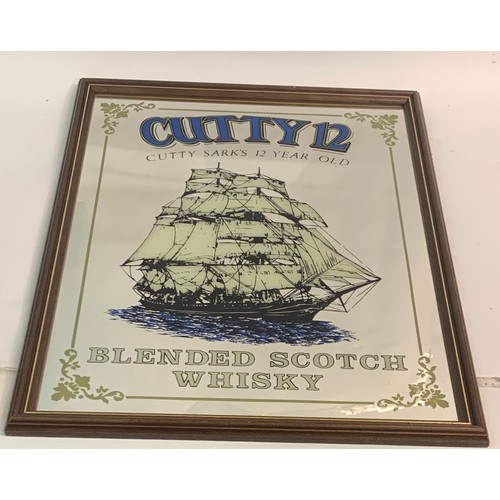 CUTTY 12
CUTTY SARK'S 12 YEAR OLD
BLENDED SCOTCH
WHISKY